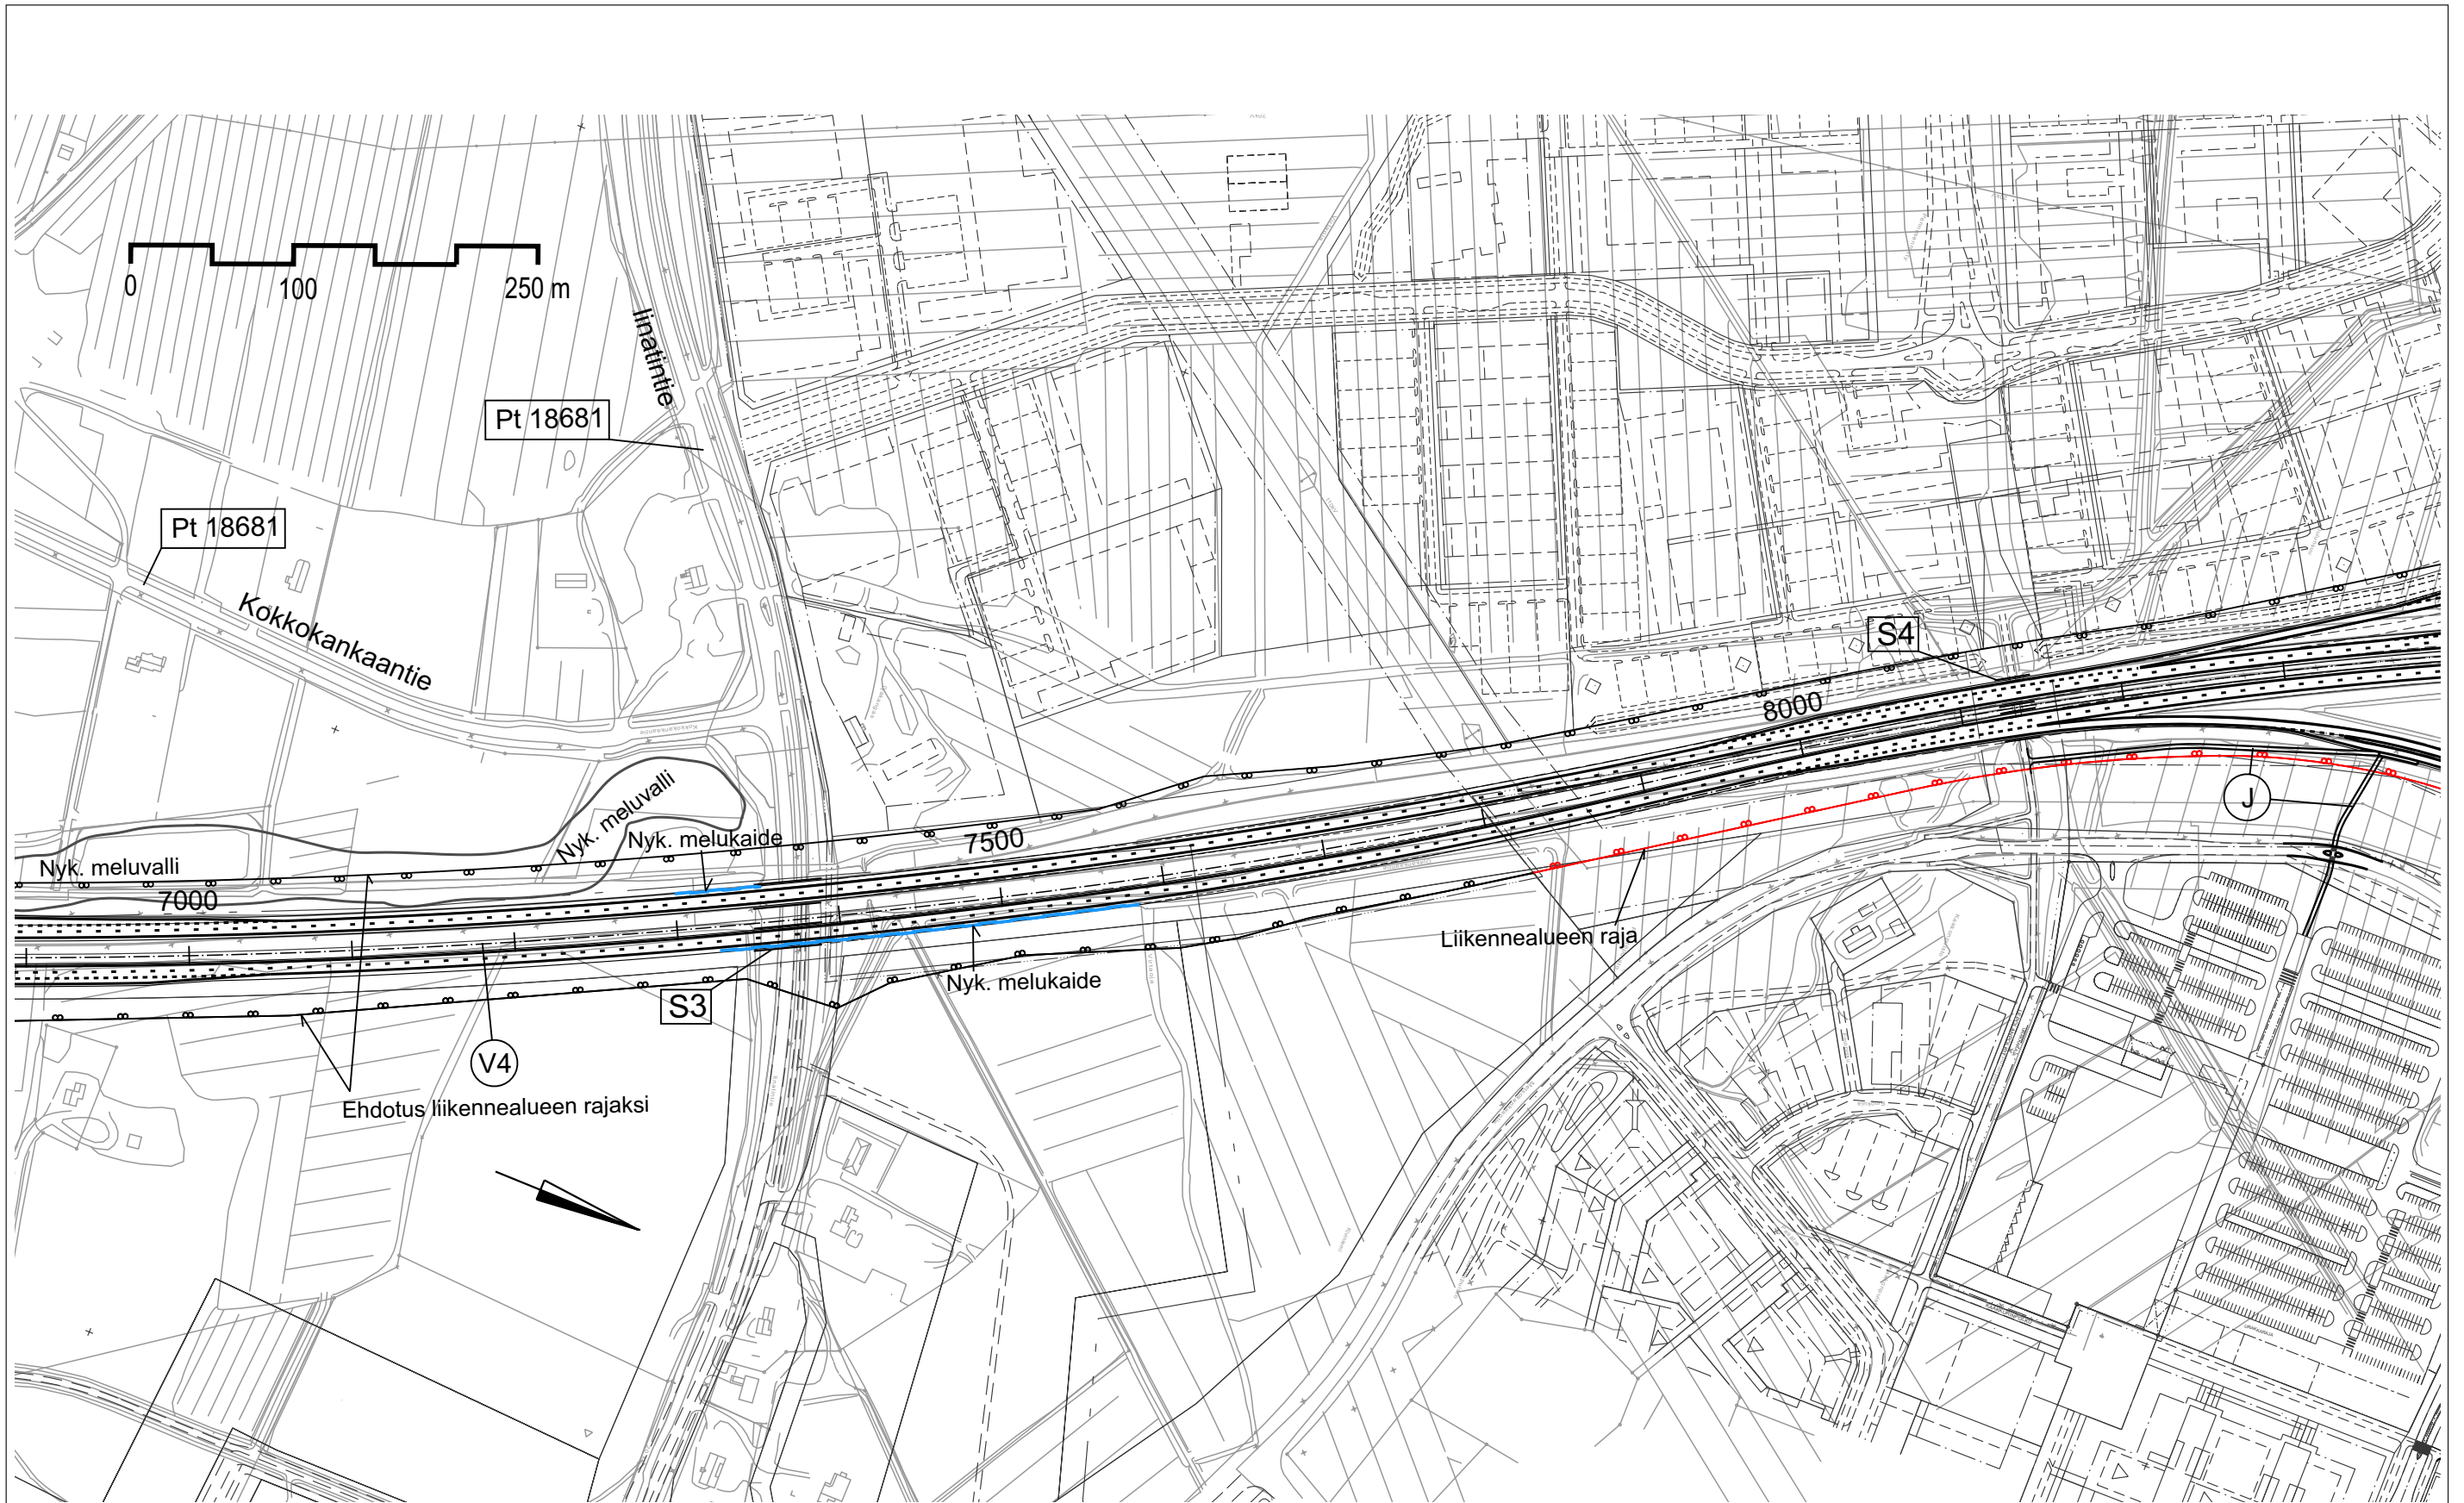 0
100
250 m
Iinatintie
Pt 18681
Pt 18681
Kokkokankaantie
S4
8000
J
Nyk. meluvalli
Nyk. melukaide
7500
Nyk. meluvalli
7000
Liikennealueen raja
Nyk. melukaide
S3
V4
Ehdotus liikennealueen rajaksi